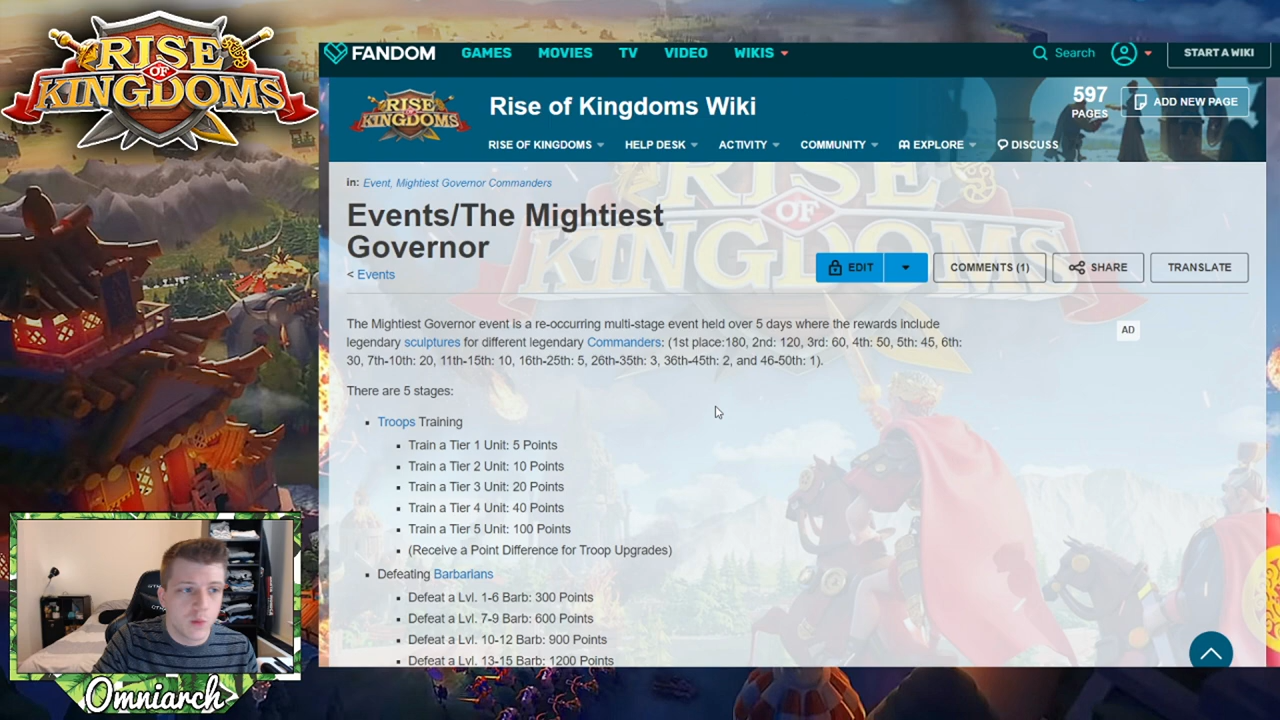 RISE
OF
KINGDOMS
FANDOM
GAMES
MOVIES
TV
VIDEO
WIKIS
Search
START A WIKI
RISE
OF
KINGDOMS
Rise of Kingdoms Wiki
597
PAGES
ADD NEW PAGE
RISE OF KINGDOMS
HELP DESK
ACTIVITY
COMMUNITY
EXPLORE
DISCUSS
RISE
OF
KINGDOMS
in: Event, Mightiest Governor Commanders
Events/The Mightiest
Governor
< Events
EDIT
COMMENTS (1)
SHARE
TRANSLATE
The Mightiest Governor event is a re-occurring multi-stage event held over 5 days where the rewards include
legendary sculptures for different legendary Commanders: (1st place:180, 2nd: 120, 3rd: 60, 4th: 50, 5th: 45, 6th:
30, 7th-10th: 20, 11th-15th: 10, 16th-25th: 5, 26th-35th: 3, 36th-45th: 2, and 46-50th: 1).
AD
There are 5 stages:
Troops Training
Train a Tier 1 Unit: 5 Points
Train a Tier 2 Unit: 10 Points
Train a Tier 3 Unit: 20 Points
Train a Tier 4 Unit: 40 Points
Train a Tier 5 Unit: 100 Points
(Receive a Point Difference for Troop Upgrades)
Defeating Barbarians
Defeat a Lvl. 1-6 Barb: 300 Points
Defeat a Lvl. 7-9 Barb: 600 Points
Defeat a Lvl. 10-12 Barb: 900 Points
Defeat a Lvl. 13-15 Barb: 1200 Points
Omniarch